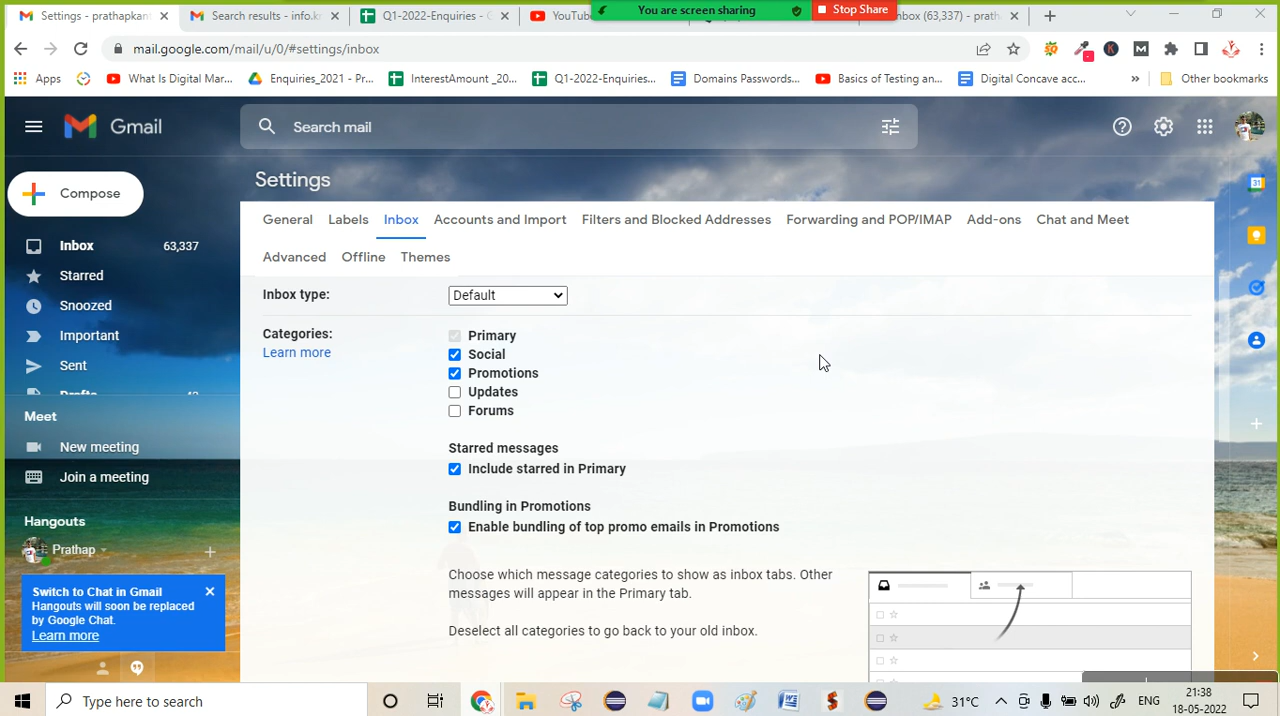 Settings - prathapkant
Search results - info.kr
Q1-2022-Enquiries - G
YouTu
You are screen sharing
Stop Share
nbox (63,337) - prath
mail.google.com/mail/u/0/#settings/inbox
Apps
What Is Digital Mar...
Enquiries_2021 - Pr...
InterestAmount _20...
Q1-2022-Enquiries...
Domains Passwords...
Basics of Testing an...
Digital Concave acc...
»
Other bookmarks
Gmail
Search mail
Settings
Compose
General Labels Inbox Accounts and Import Filters and Blocked Addresses Forwarding and POP/IMAP Add-ons Chat and Meet
Advanced Offline Themes
Inbox 63,337
Starred
Snoozed
Important
Sent
Drafts
Meet
New meeting
Join a meeting
Hangouts
Prathap
Switch to Chat in Gmail
Hangouts will soon be replaced
by Google Chat.
Learn more
Inbox type:
Default
Categories:
Learn more
Primary
Social
Promotions
Updates
Forums
Starred messages
Include starred in Primary
Bundling in Promotions
Enable bundling of top promo emails in Promotions
Choose which message categories to show as inbox tabs. Other
messages will appear in the Primary tab.
Deselect all categories to go back to your old inbox.
31
Type here to search
31°C
ENG
21:38
18-05-2022